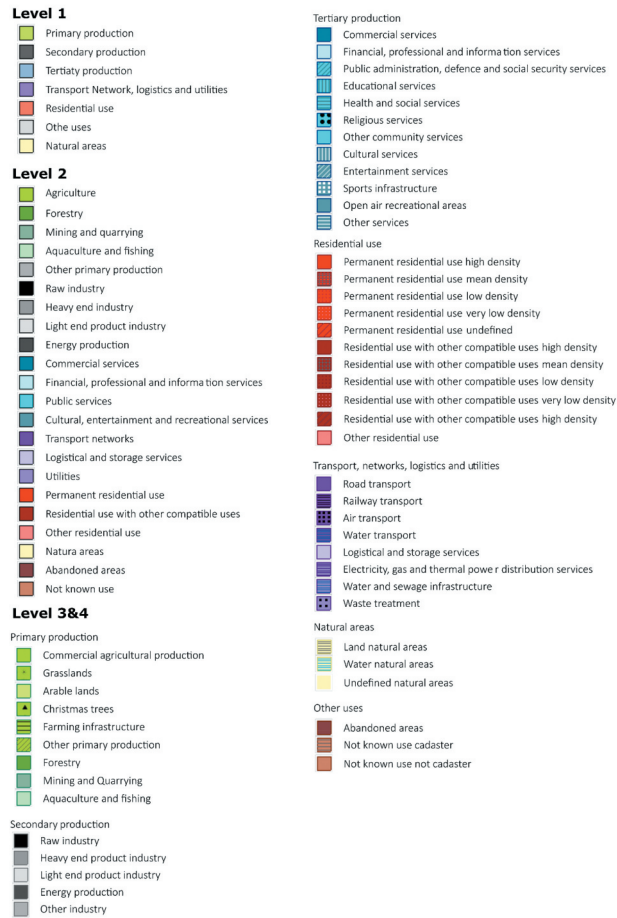 Level 1
Primary production
Secondary production
Tertiaty production
Transport Network, logistics and utilities
Residential use
Othe uses
Natural areas
Level 2
Agriculture
Forestry
Mining and quarrying
Aquaculture and fishing
Other primary production
Raw industry
Heavy end industry
Light end product industry
Energy production
Commercial services
Financial, professional and information services
Public services
Cultural, entertainment and recreational services
Transport networks
Logistical and storage services
Utilities
Permanent residential use
Residential use with other compatible uses
Other residential use
Natura areas
Abandoned areas
Not known use
Level 3&4
Primary production
Commercial agricultural production
Grasslands
Arable lands
Christmas trees
Farming infrastructure
Other primary production
Forestry
Mining and Quarrying
Aquaculture and fishing
Secondary production
Raw industry
Heavy end product industry
Light end product industry
Energy production
Other industry
Tertiary production
Commercial services
Financial, professional and information services
Public administration, defence and social security services
Educational services
Health and social services
Religious services
Other community services
Cultural services
Entertainment services
Sports infrastructure
Open air recreational areas
Other services
Residential use
Permanent residential use high density
Permanent residential use mean density
Permanent residential use low density
Permanent residential use very low density
Permanent residential use undefined
Residential use with other compatible uses high density
Residential use with other compatible uses mean density
Residential use with other compatible uses low density
Residential use with other compatible uses very low density
Residential use with other compatible uses high density
Other residential use
Transport, networks, logistics and utilities
Road transport
Railway transport
Air transport
Water transport
Logistical and storage services
Electricity, gas and thermal power distribution services
Water and sewage infrastructure
Waste treatment
Natural areas
Land natural areas
Water natural areas
Undefined natural areas
Other uses
Abandoned areas
Not known use cadaster
Not known use not cadaster